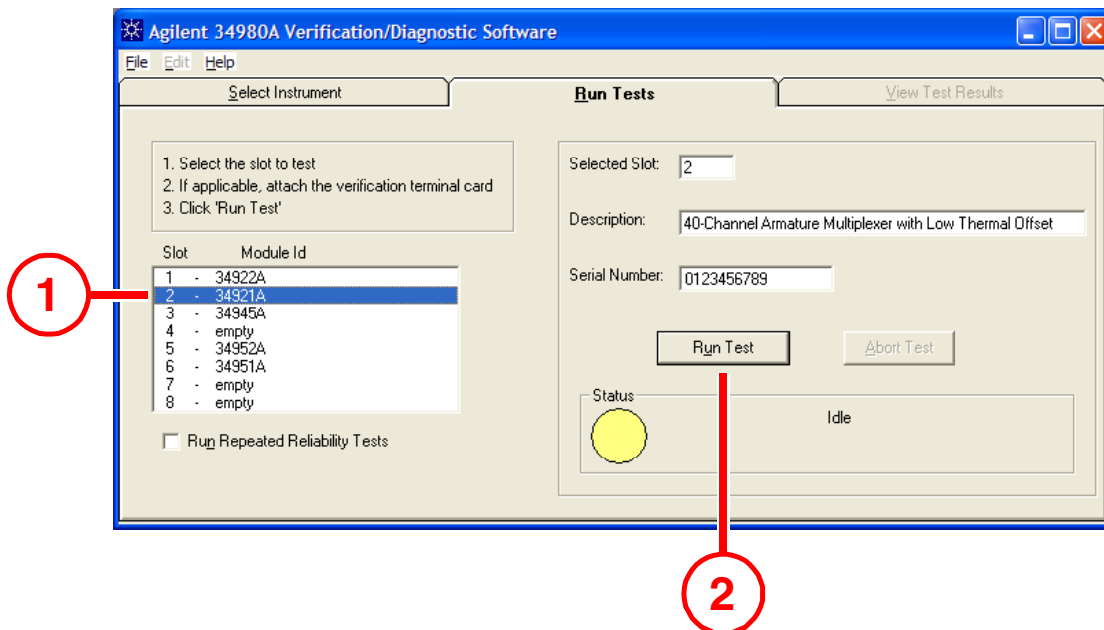 Agilent 34980A Verification/Diagnostic Software
File Edit Help
Select Instrument
Run Tests
View Test Results
1. Select the slot to test
2. If applicable, attach the verification terminal card
3. Click 'Run Test'
Slot Module Id
1 - 34922A
2 - 34921A
3 - 34945A
4 - empty
5 - 34952A
6 - 34951A
7 - empty
8 - empty
Run Repeated Reliability Tests
Selected Slot: 2
Description: 40-Channel Armature Multiplexer with Low Thermal Offset
Serial Number: 0123456789
Run Test
Abort Test
Status
Idle
1
2